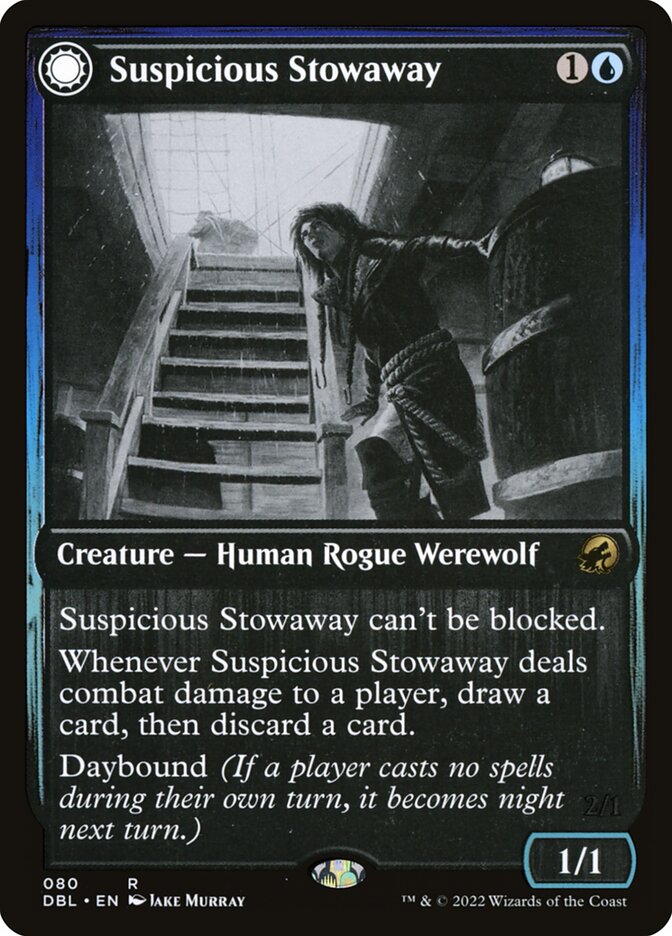 Suspicious Stowaway 1
Creature — Human Rogue Werewolf
Suspicious Stowaway can't be blocked.
Whenever Suspicious Stowaway deals
combat damage to a player, draw a
card, then discard a card.
Daybound (If a player casts no spells
during their own turn, it becomes night
next turn.)
2/1
1/1
080 R
DBL • EN Jake Murray ™ & © 2022 Wizards of the Coast